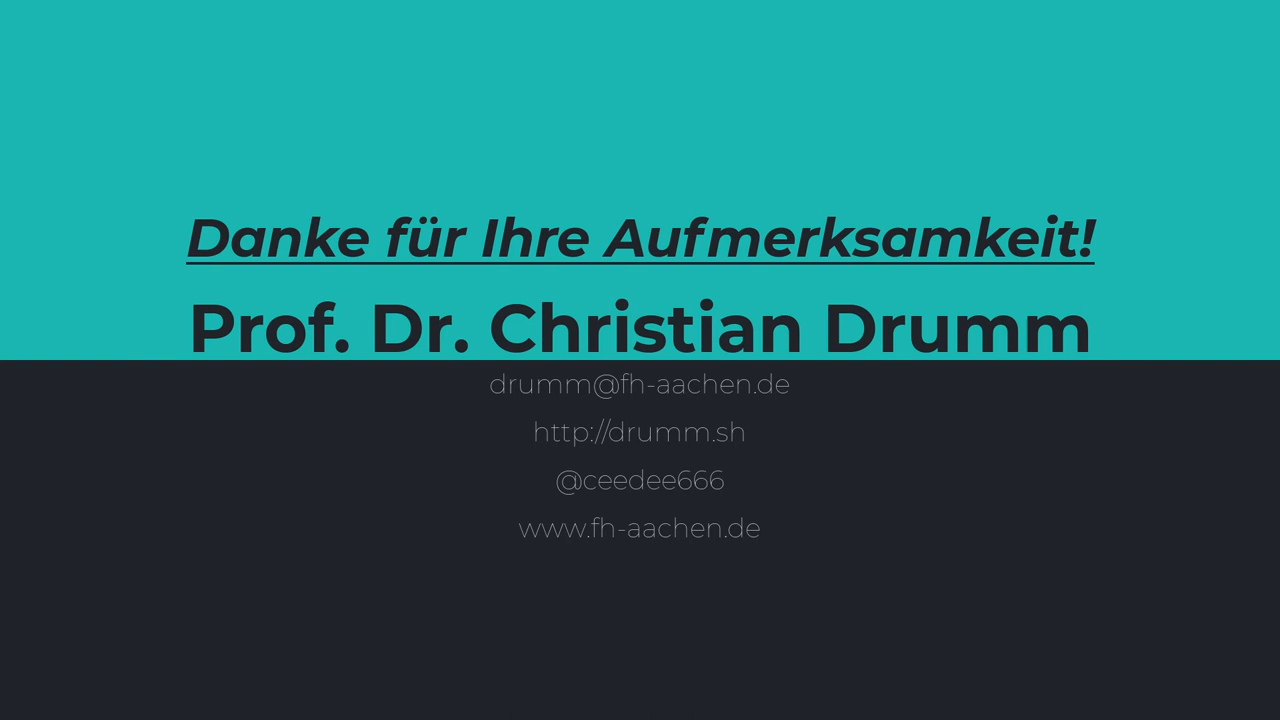 Danke für Ihre Aufmerksamkeit!
Prof. Dr. Christian Drumm
drumm@fh-aachen.de
http://drumm.sh
@ceedee666
www.fh-aachen.de